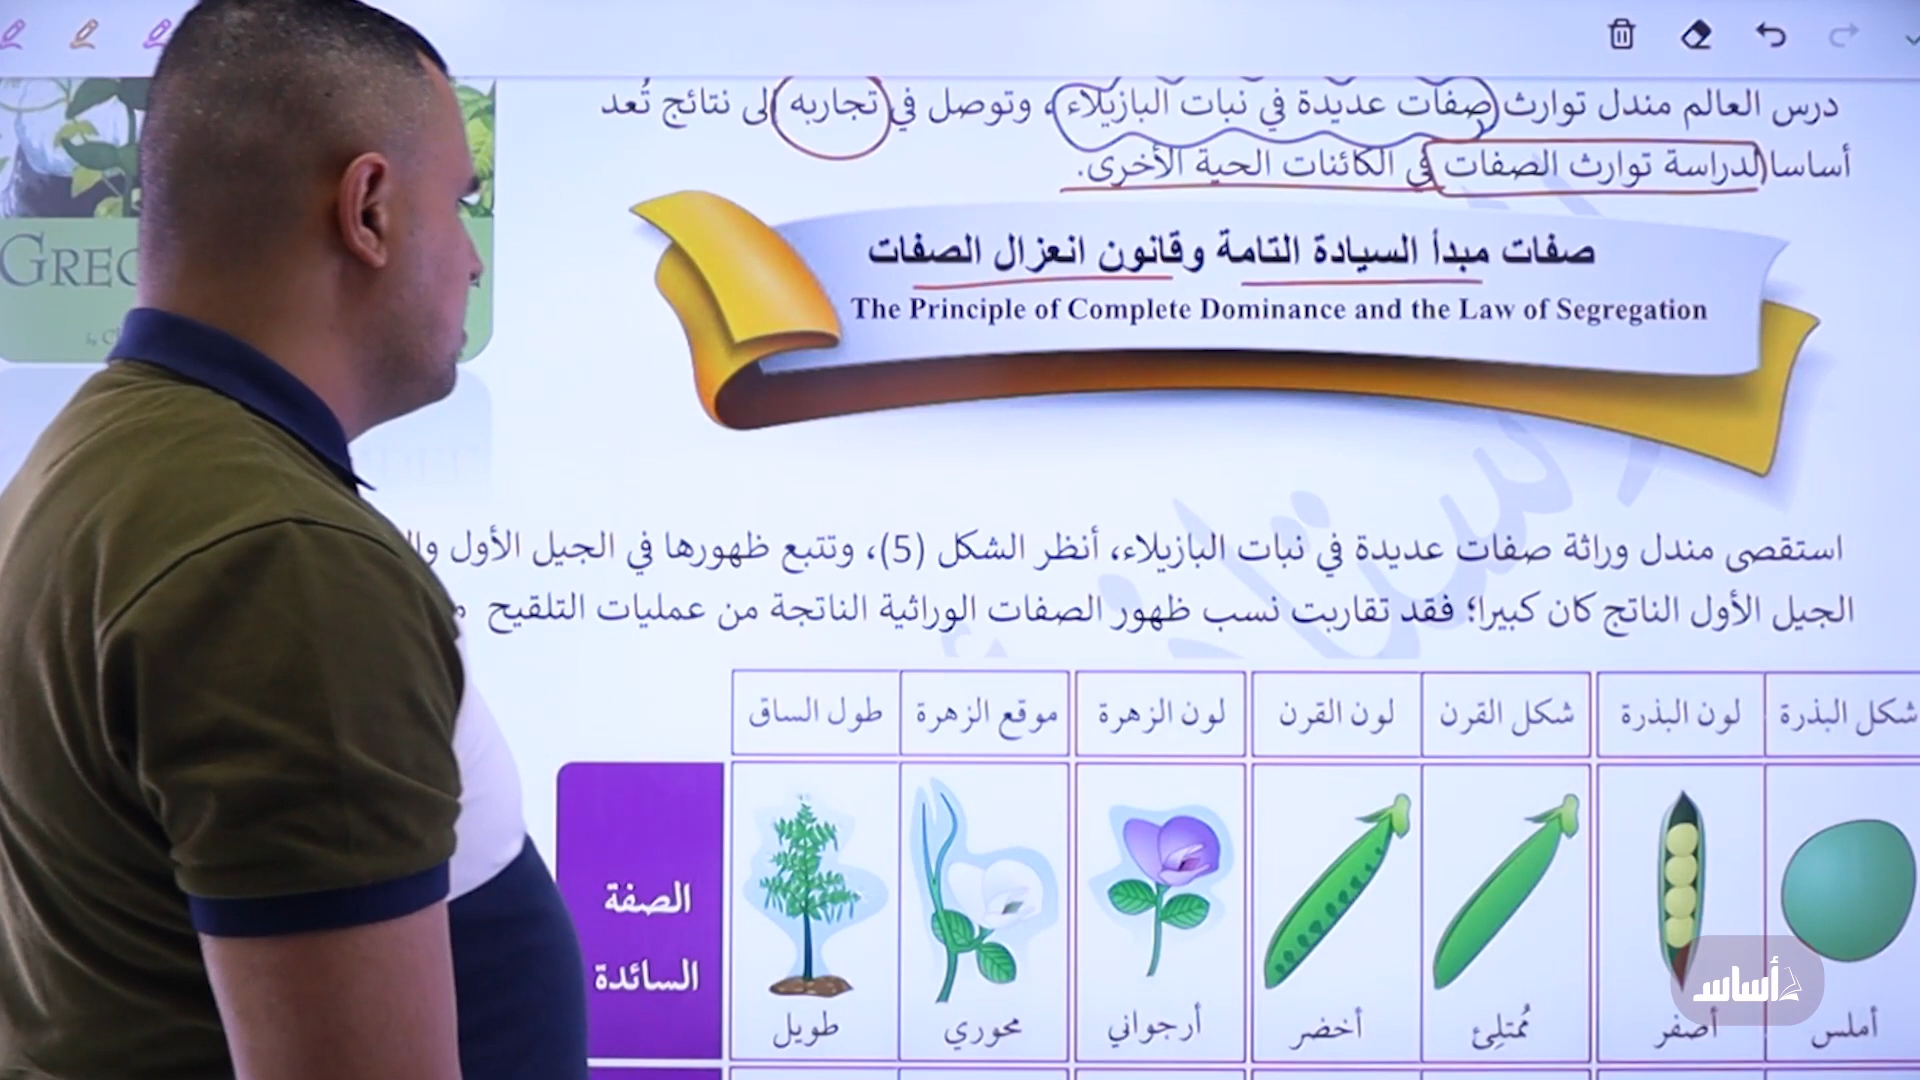 درس العالم مندل توارث صفات عديدة في نبات البازيلاء، وتوصل في تجاربه إلى نتائج تُعد
أساسا لدراسة توارث الصفات في الكائنات الحية الأخرى.
صفات مبدأ السيادة التامة وقانون انعزال الصفات
The Principle of Complete Dominance and the Law of Segregation
استقصى مندل وراثة صفات عديدة في نبات البازيلاء، أنظر الشكل (5)، وتتبع ظهورها في الجيل الأول
الجيل الأول الناتج كان كبيرا؛ فقد تقاربت نسب ظهور الصفات الوراثية الناتجة من عمليات التلقيح
شكل البذرة لون البذرة شكل القرن لون القرن لون الزهرة موقع الزهرة طول الساق
الصفة السائدة
أملس أصفر مُمتلِئ أخضر أرجواني محوري طويل
أساس